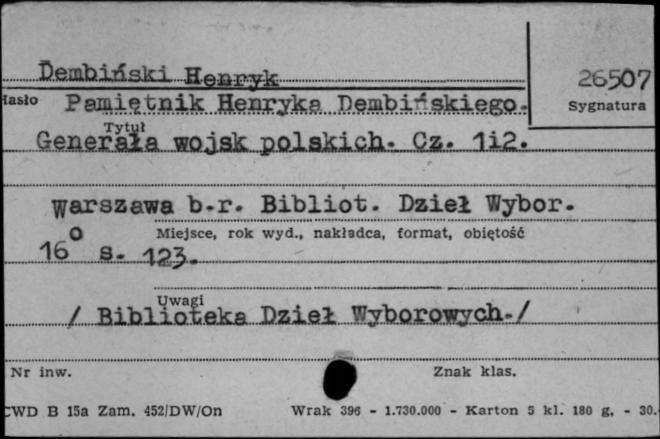 Dembiński Henryk
26507
Hasło Pamiętnik Henryka Dembińskiego.
Sygnatura
Tytuł
Generała wojsk polskich. Cz. 1i2.
Warszawa b.r. Bibliot. Dzieł Wybor.
Miejsce, rok wyd., nakładca, format, objętość
16° s. 123.
Uwagi
/ Biblioteka Dzieł Wyborowych./
Nr inw.
Znak klas.
CWD B 15a Zam. 452/DW/On Wrak 396 - 1.730.000 - Karton 5 kl. 180 g, - 30.